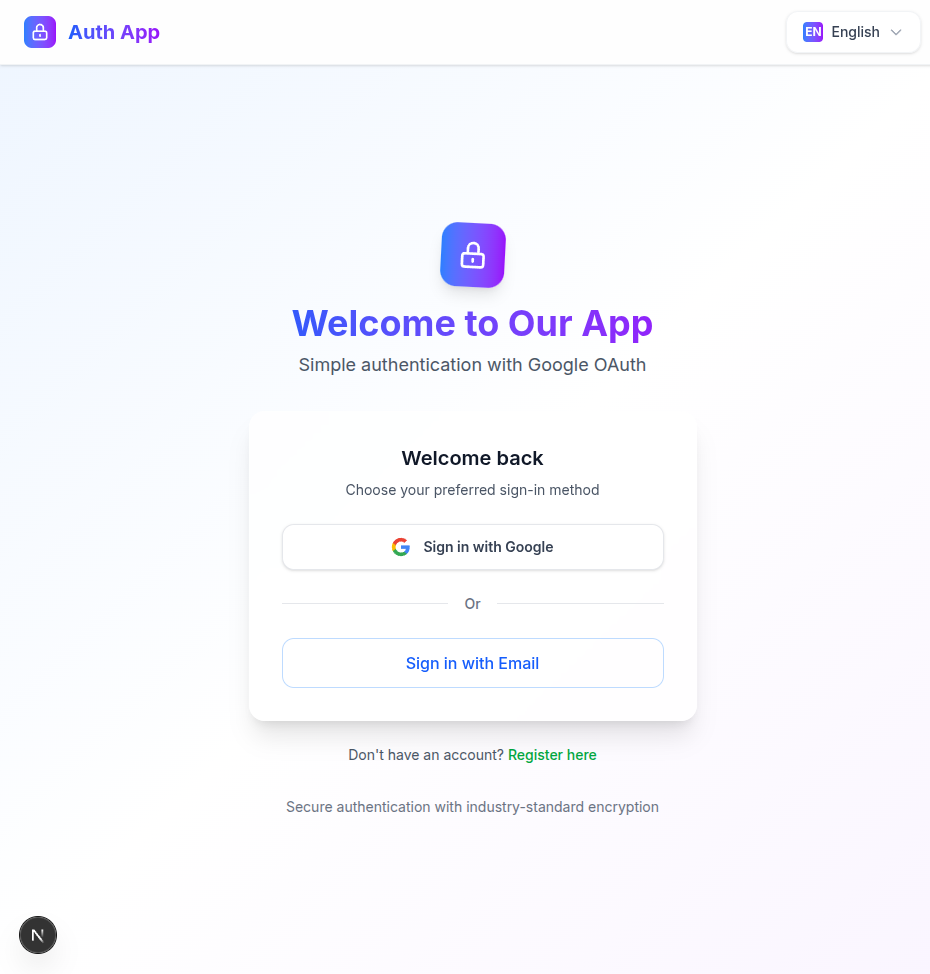 Auth App
EN English
Welcome to Our App
Simple authentication with Google OAuth
Welcome back
Choose your preferred sign-in method
Sign in with Google
Or
Sign in with Email
Don't have an account? Register here
Secure authentication with industry-standard encryption
N